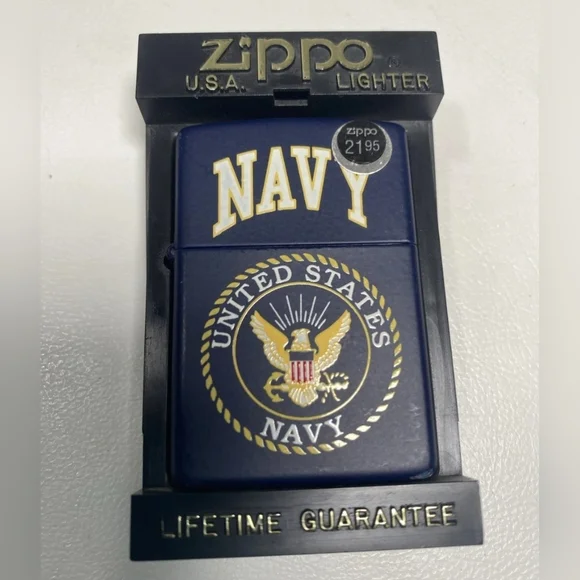 zippo
U.S.A. LIGHTER
zippo
21 95
NAVY
UNITED STATES
NAVY
LIFETIME GUARANTEE